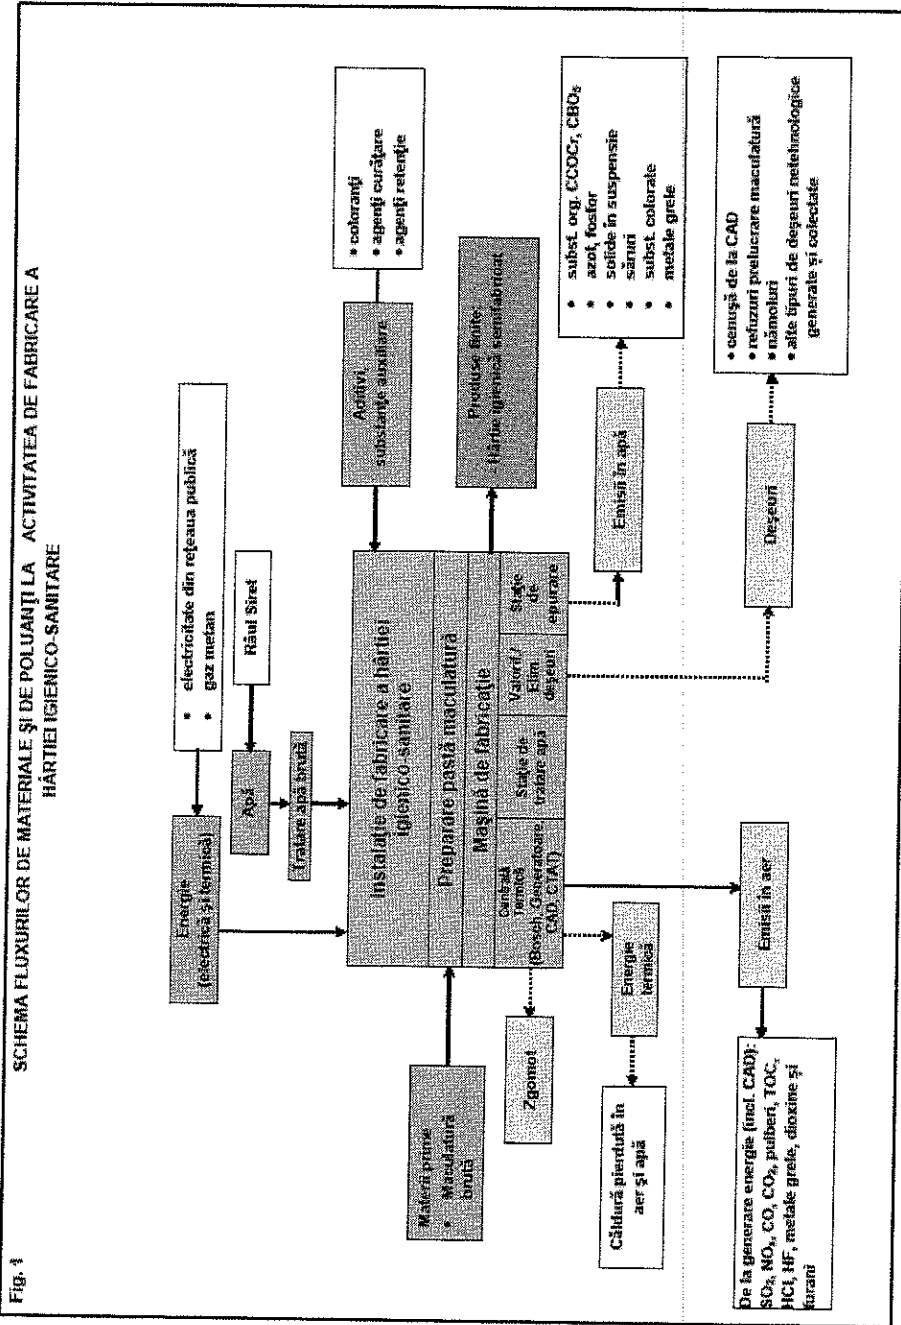 Fig. 4
SCHEMA FLUXURILOR DE MATERIALE ŞI DE POLUANŢI LA ACTIVITATEA DE FABRICARE A
HÂRTIEI IGIENICO-SANITARE
Energie
(electrică şi termică)
• electricitate din reţeaua publică
• gaz metan
Apă
Râul Siret
Tratare apă brută
Aditivi,
substanţe auxiliare
• coloranţi
• agenţi curăţare
• agenţi retenţie
Materii prime
• Maculatură
brută
Instalaţie de fabricare a hârtiei
igienico-sanitare
Preparare pastă maculatură
Maşină de fabricaţie
Centrală
Termică
(Bosch, Generatoare,
CAD, CTAT)
Staţie de
tratare apă
Valorif./
Elim.
deşeuri
Staţie
de
epurare
Produse finite:
- Hârtie igienică semifabricat
Zgomot
Energie
termică
Căldură pierdută în
aer şi apă
Emisii în apă
• subst. org. CCOCr, CBO₅
• azot, fosfor
• solide în suspensie
• săruri
• subst. colorate
• metale grele
Emisii în aer
De la generare energie (incl. CAD):
SO₂, NOₓ, CO, CO₂, pulberi, TOC,
HCl, HF, metale grele, dioxine şi
furani
Deşeuri
• cenuşă de la CAD
• refuzuri prelucrare maculatură
• nămoluri
• alte tipuri de deşeuri netehnologice
generate şi colectate